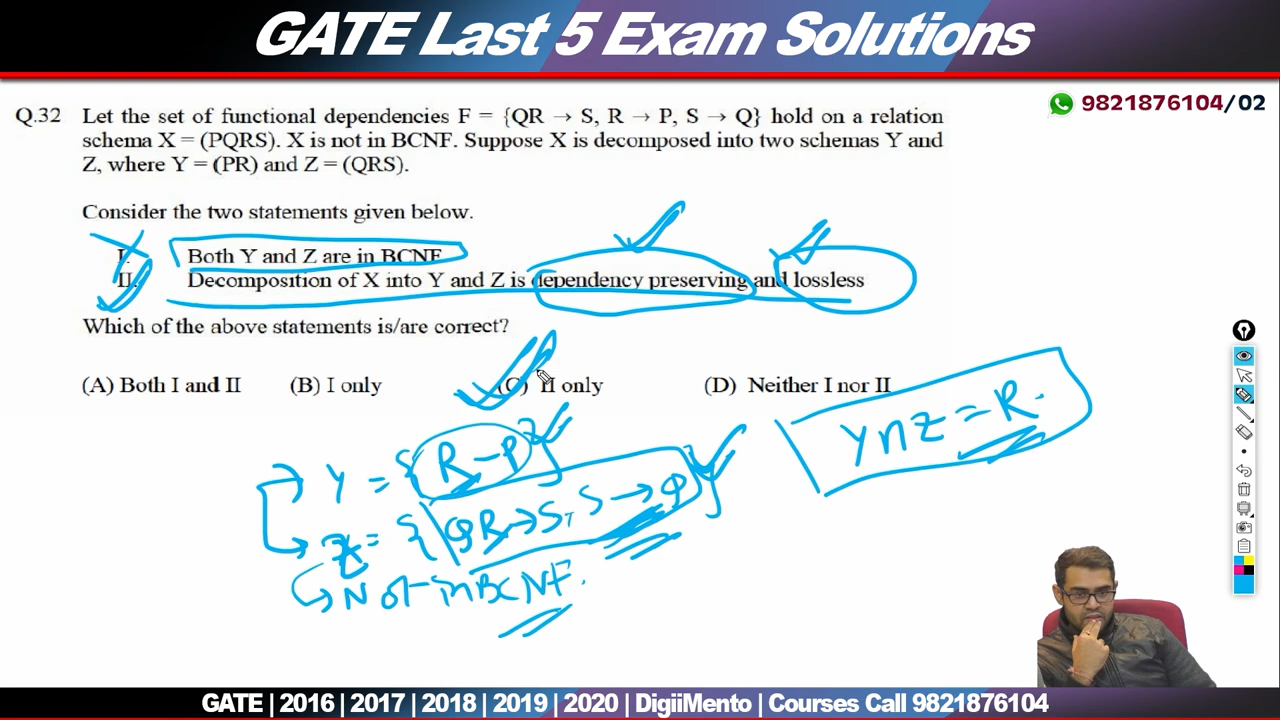 GATE Last 5 Exam Solutions
9821876104/02
Q.32 Let the set of functional dependencies F = {QR → S, R → P, S → Q} hold on a relation
schema X = (PQRS). X is not in BCNF. Suppose X is decomposed into two schemas Y and
Z, where Y = (PR) and Z = (QRS).
Consider the two statements given below.
I. Both Y and Z are in BCNF
II. Decomposition of X into Y and Z is dependency preserving and lossless
Which of the above statements is/are correct?
(A) Both I and II (B) I only (C) II only (D) Neither I nor II
Y∩Z = R.
Y = {R – P}
Z = {QR → S, S → Q}
Not in BCNF.
GATE | 2016 | 2017 | 2018 | 2019 | 2020 | DigiiMento | Courses Call 9821876104